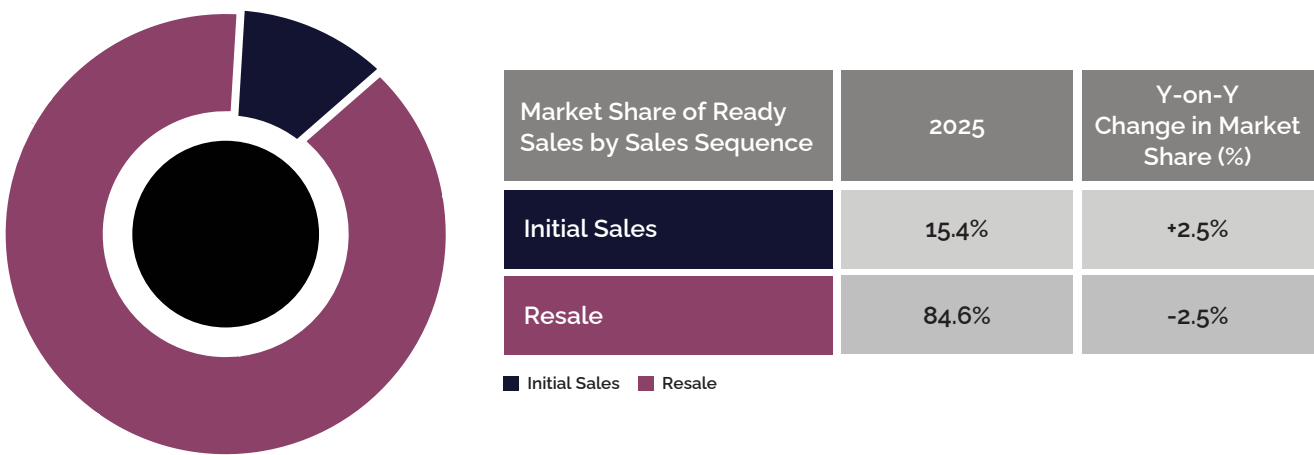 Market Share of Ready
Sales by Sales Sequence
2025
Y-on-Y
Change in Market
Share (%)
Initial Sales
15.4%
+2.5%
Resale
84.6%
-2.5%
Initial Sales
Resale